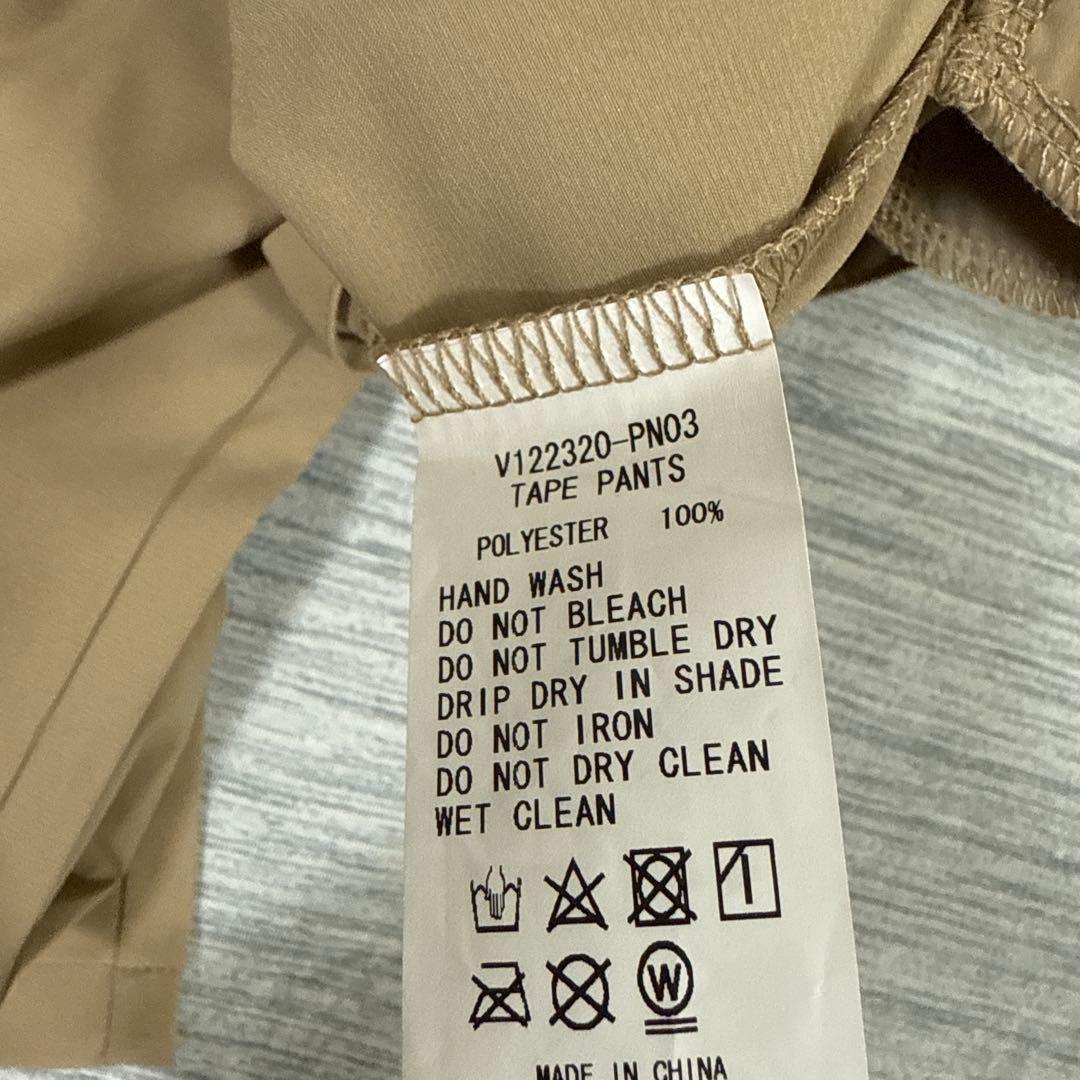 V122320-PN03
TAPE PANTS
POLYESTER 100%
HAND WASH
DO NOT BLEACH
DO NOT TUMBLE DRY
DRIP DRY IN SHADE
DO NOT IRON
DO NOT DRY CLEAN
WET CLEAN
W
MADE IN CHINA